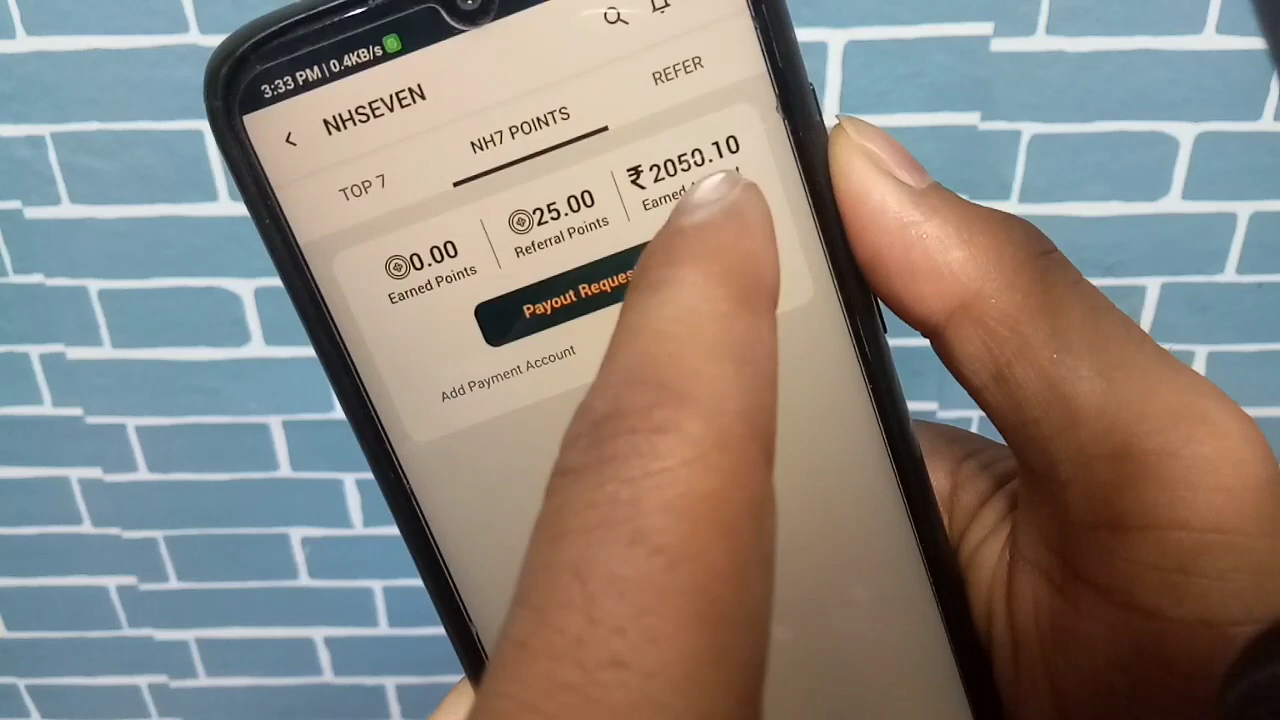 3:33 PM | 0.4KB/s
NHSEVEN
TOP 7
NH7 POINTS
REFER
0.00
Earned Points
25.00
Referral Points
₹2050.10
Earned
Payout
Add Payment Account